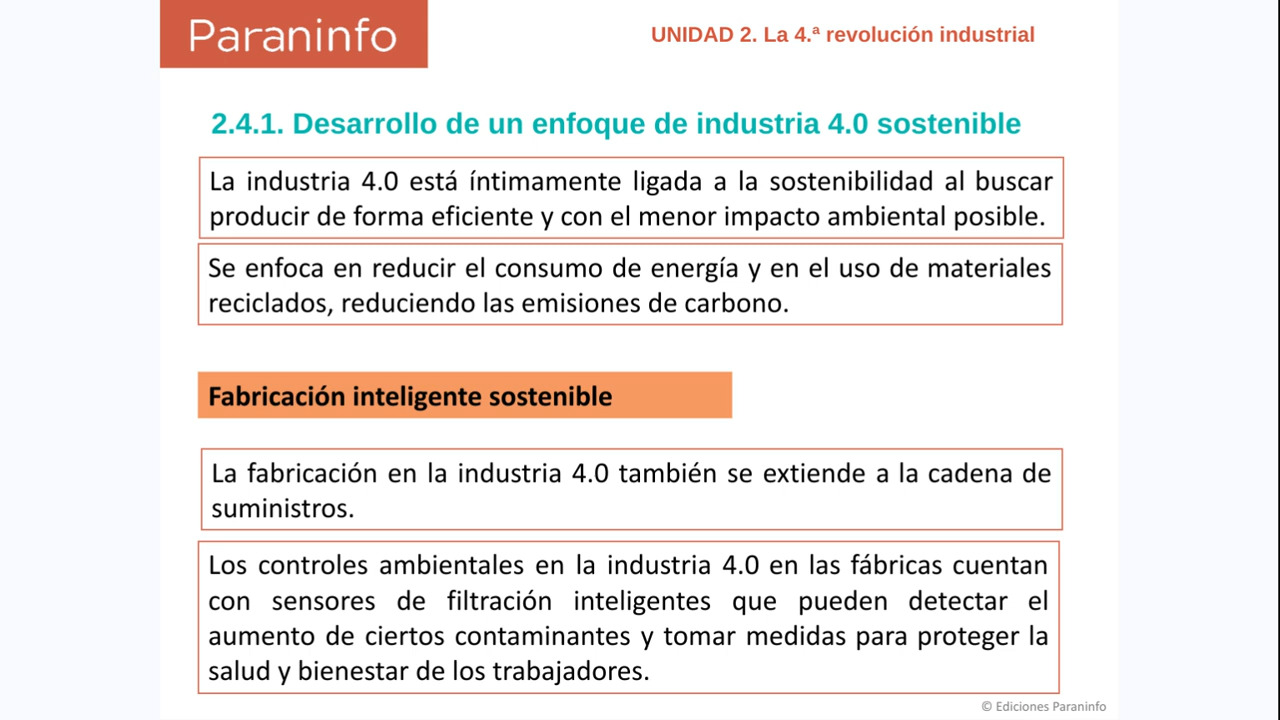 Paraninfo
UNIDAD 2. La 4.ª revolución industrial
2.4.1. Desarrollo de un enfoque de industria 4.0 sostenible
La industria 4.0 está íntimamente ligada a la sostenibilidad al buscar
producir de forma eficiente y con el menor impacto ambiental posible.
Se enfoca en reducir el consumo de energía y en el uso de materiales
reciclados, reduciendo las emisiones de carbono.
Fabricación inteligente sostenible
La fabricación en la industria 4.0 también se extiende a la cadena de
suministros.
Los controles ambientales en la industria 4.0 en las fábricas cuentan
con sensores de filtración inteligentes que pueden detectar el
aumento de ciertos contaminantes y tomar medidas para proteger la
salud y bienestar de los trabajadores.
© Ediciones Paraninfo